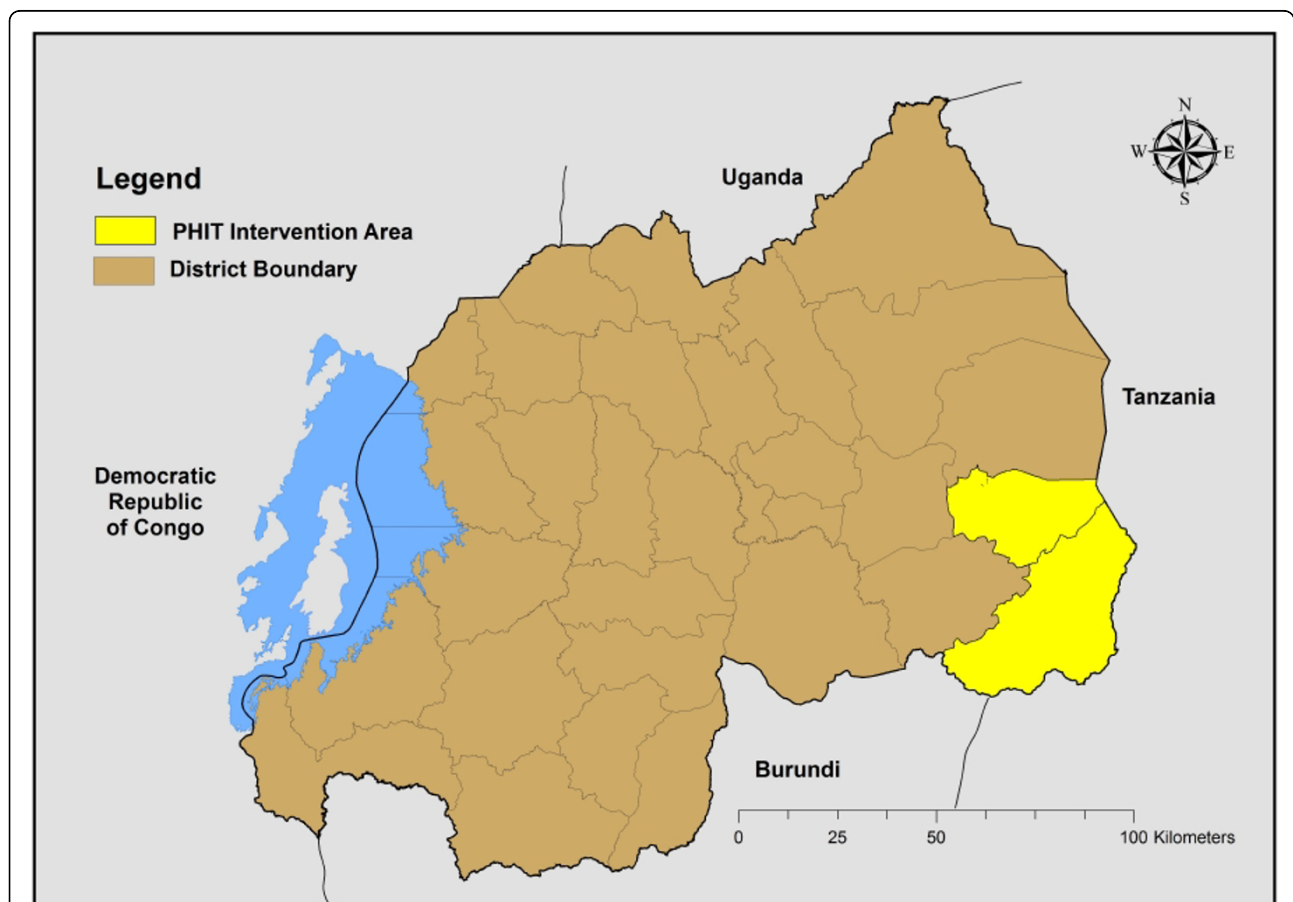 N
W E
S
Uganda
Legend
PHIT Intervention Area
District Boundary
Tanzania
Democratic
Republic
of Congo
Burundi
0 25 50 100 Kilometers